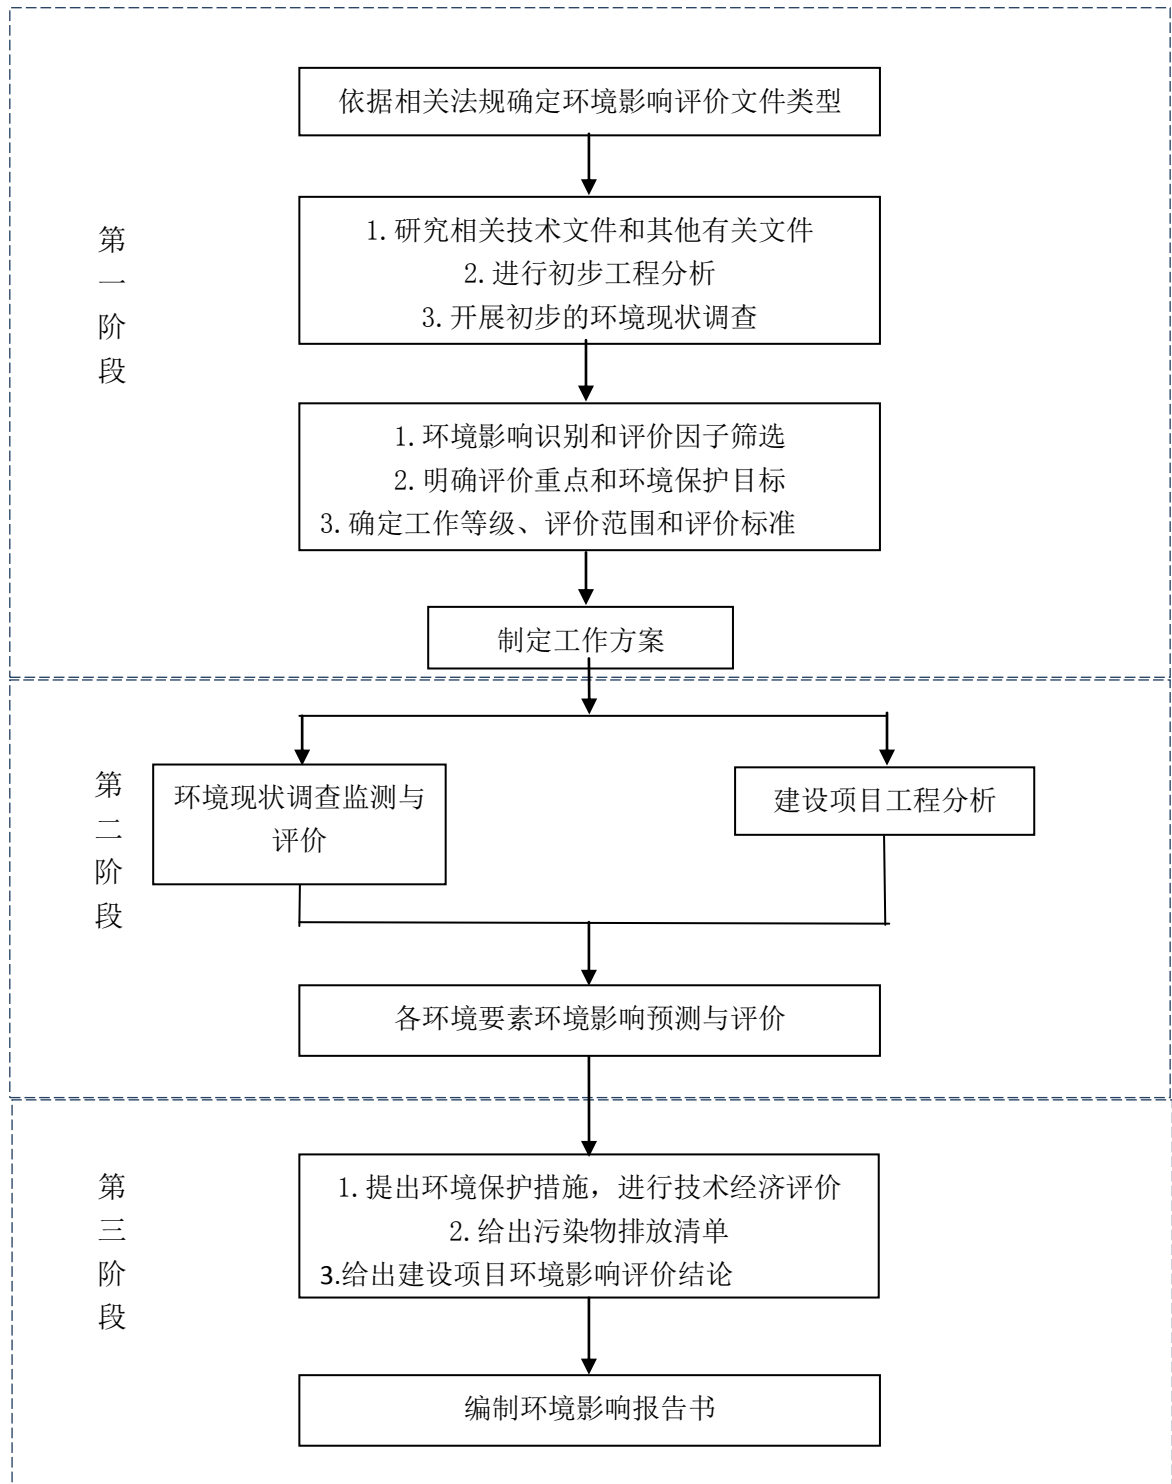 依据相关法规确定环境影响评价文件类型
第一阶段
1.研究相关技术文件和其他有关文件
2.进行初步工程分析
3.开展初步的环境现状调查
1.环境影响识别和评价因子筛选
2.明确评价重点和环境保护目标
3.确定工作等级、评价范围和评价标准
制定工作方案
第二阶段
环境现状调查监测与
评价
建设项目工程分析
各环境要素环境影响预测与评价
第三阶段
1.提出环境保护措施，进行技术经济评价
2.给出污染物排放清单
3.给出建设项目环境影响评价结论
编制环境影响报告书